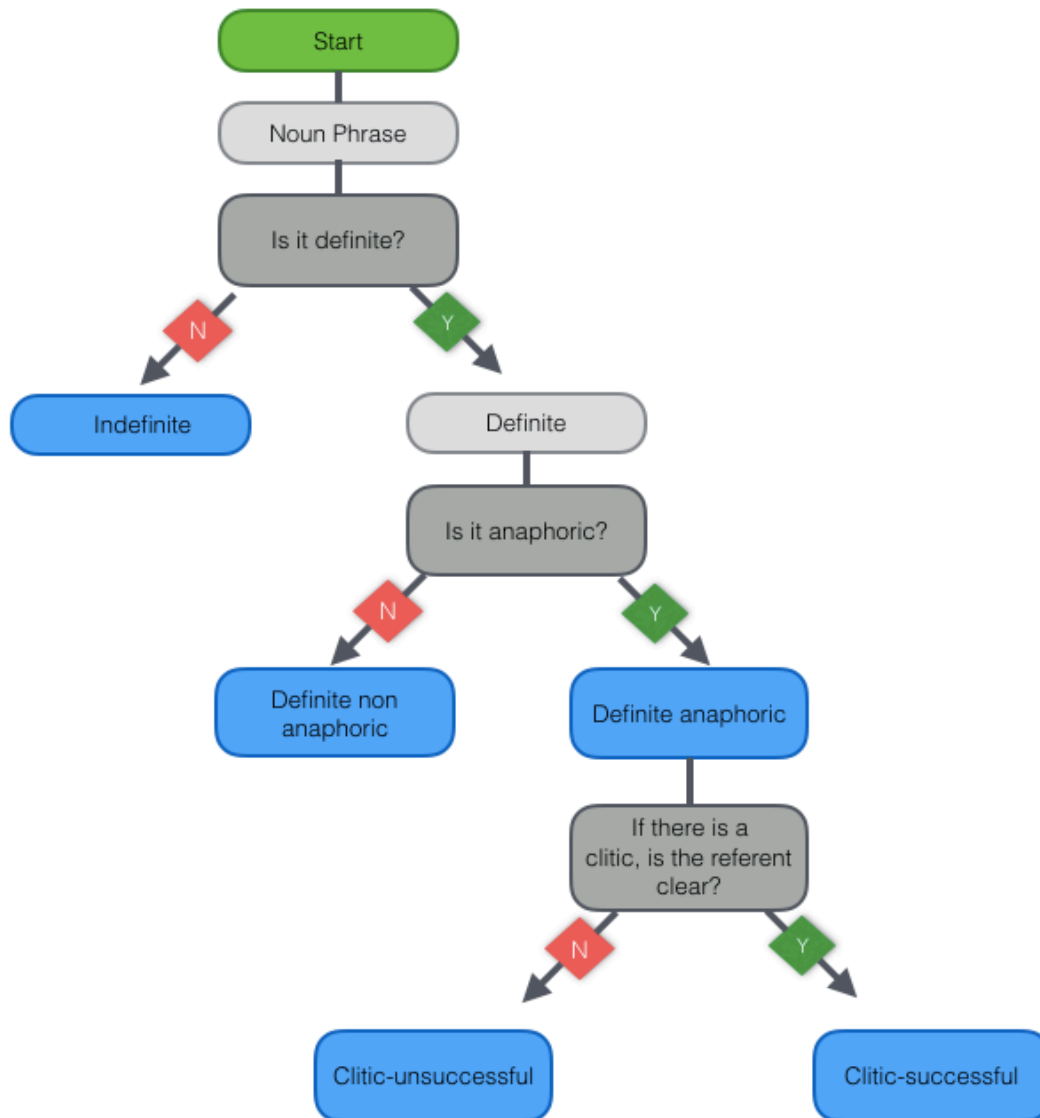 Start
Noun Phrase
Is it definite?
N
Y
Indefinite
Definite
Is it anaphoric?
N
Y
Definite non
anaphoric
Definite anaphoric
If there is a
clitic, is the referent
clear?
N
Y
Clitic-unsuccessful
Clitic-successful